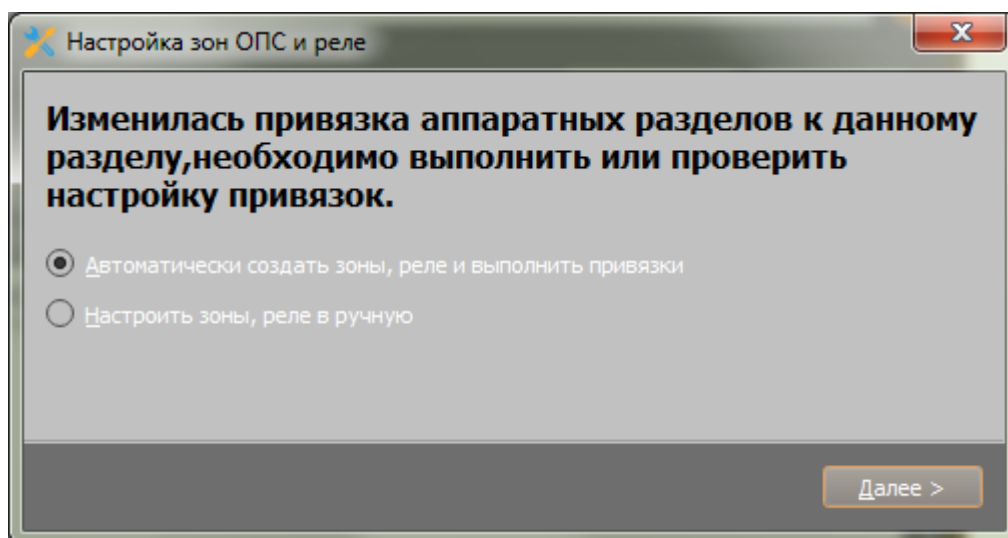 Настройка зон ОПС и реле
Изменилась привязка аппаратных разделов к данному
разделу,необходимо выполнить или проверить
настройку привязок.
Автоматически создать зоны, реле и выполнить привязки
Настроить зоны, реле в ручную
Далее >